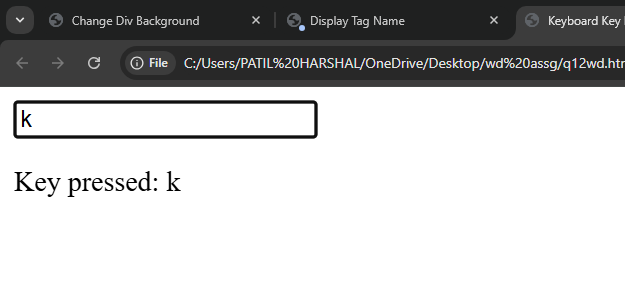 Change Div Background
Display Tag Name
Keyboard Key
File
C:/Users/PATIL%20HARSHAL/OneDrive/Desktop/wd%20assg/q12wd.htm
k
Key pressed: k